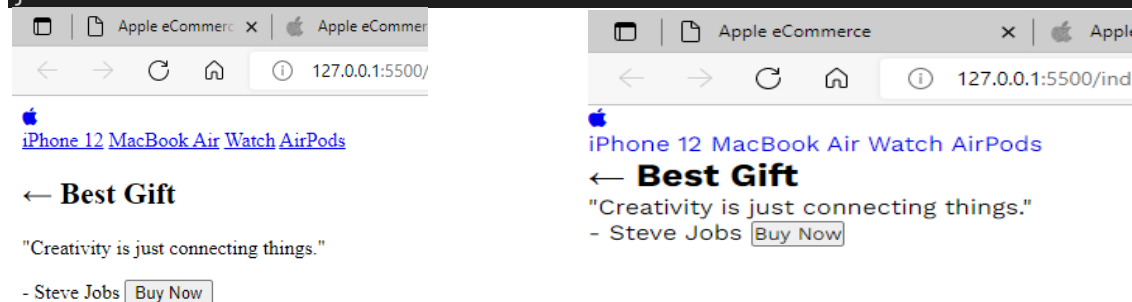 Apple eCommerc
Apple eCommer
127.0.0.1:5500/
iPhone 12 MacBook Air Watch AirPods
← Best Gift
"Creativity is just connecting things."
- Steve Jobs Buy Now
Apple eCommerce
Apple
127.0.0.1:5500/ind
iPhone 12 MacBook Air Watch AirPods
← Best Gift
"Creativity is just connecting things."
- Steve Jobs Buy Now